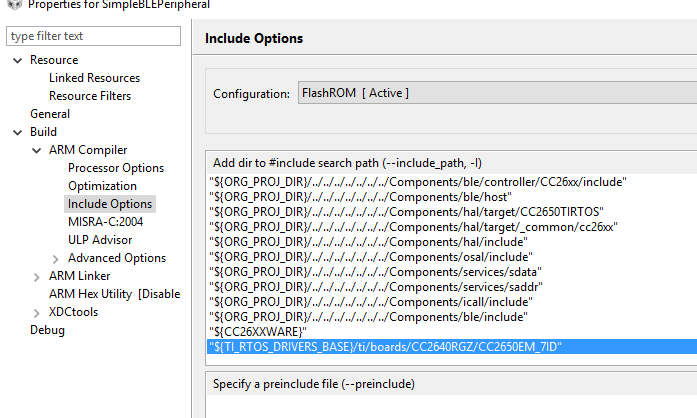 Properties for SimpleBLEPeripheral
type filter text
Resource
Linked Resources
Resource Filters
General
Build
ARM Compiler
Processor Options
Optimization
Include Options
MISRA-C:2004
ULP Advisor
Advanced Options
ARM Linker
ARM Hex Utility [Disable
XDCtools
Debug
Include Options
Configuration: FlashROM [ Active ]
Add dir to #include search path (--include_path, -I)
"${ORG_PROJ_DIR}/../../../../../../../Components/ble/controller/CC26xx/include"
"${ORG_PROJ_DIR}/../../../../../../../Components/ble/host"
"${ORG_PROJ_DIR}/../../../../../../../Components/hal/target/CC2650TIRTOS"
"${ORG_PROJ_DIR}/../../../../../../../Components/hal/target/_common/cc26xx"
"${ORG_PROJ_DIR}/../../../../../../../Components/hal/include"
"${ORG_PROJ_DIR}/../../../../../../../Components/osal/include"
"${ORG_PROJ_DIR}/../../../../../../../Components/services/sdata"
"${ORG_PROJ_DIR}/../../../../../../../Components/services/saddr"
"${ORG_PROJ_DIR}/../../../../../../../Components/icall/include"
"${ORG_PROJ_DIR}/../../../../../../../Components/ble/include"
"${CC26XXWARE}"
"${TI_RTOS_DRIVERS_BASE}/ti/boards/CC2640RGZ/CC2650EM_7ID"
Specify a preinclude file (--preinclude)